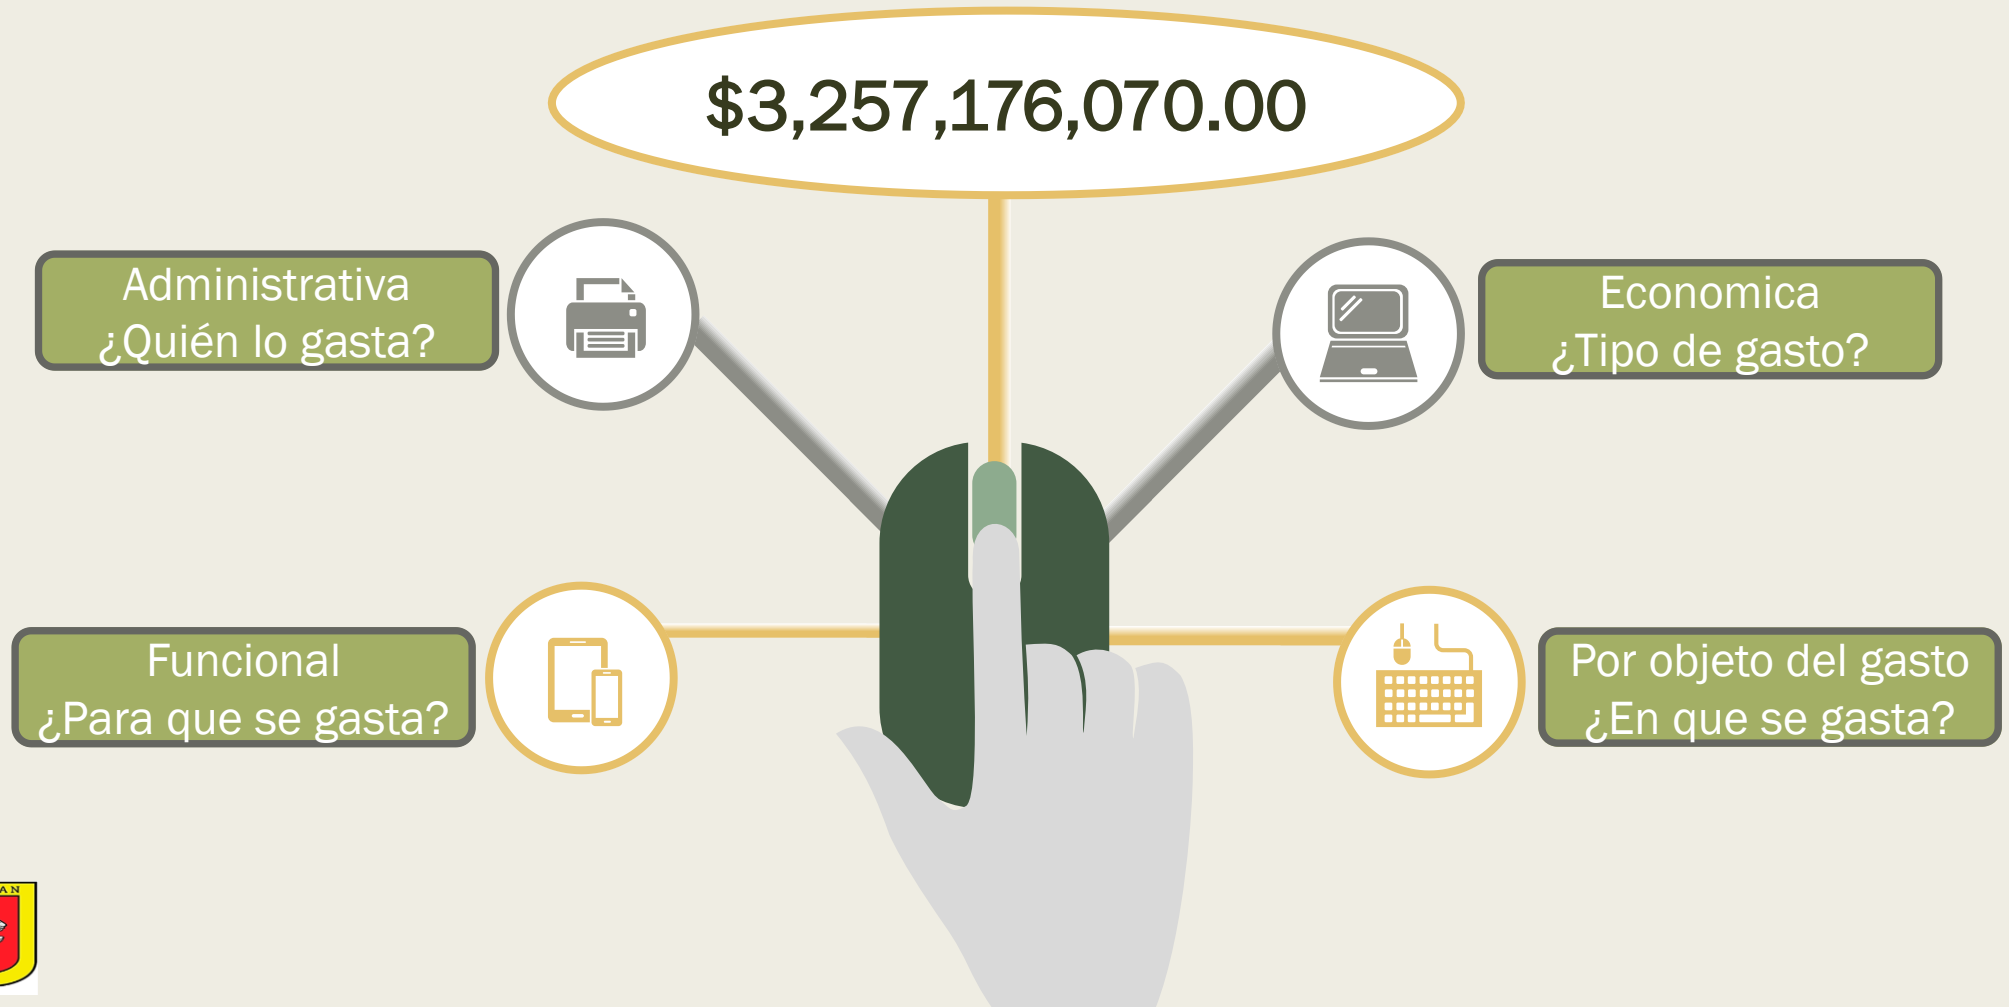 $3,257,176,070.00
Administrativa
¿Quién lo gasta?
Economica
¿Tipo de gasto?
Funcional
¿Para que se gasta?
Por objeto del gasto
¿En que se gasta?